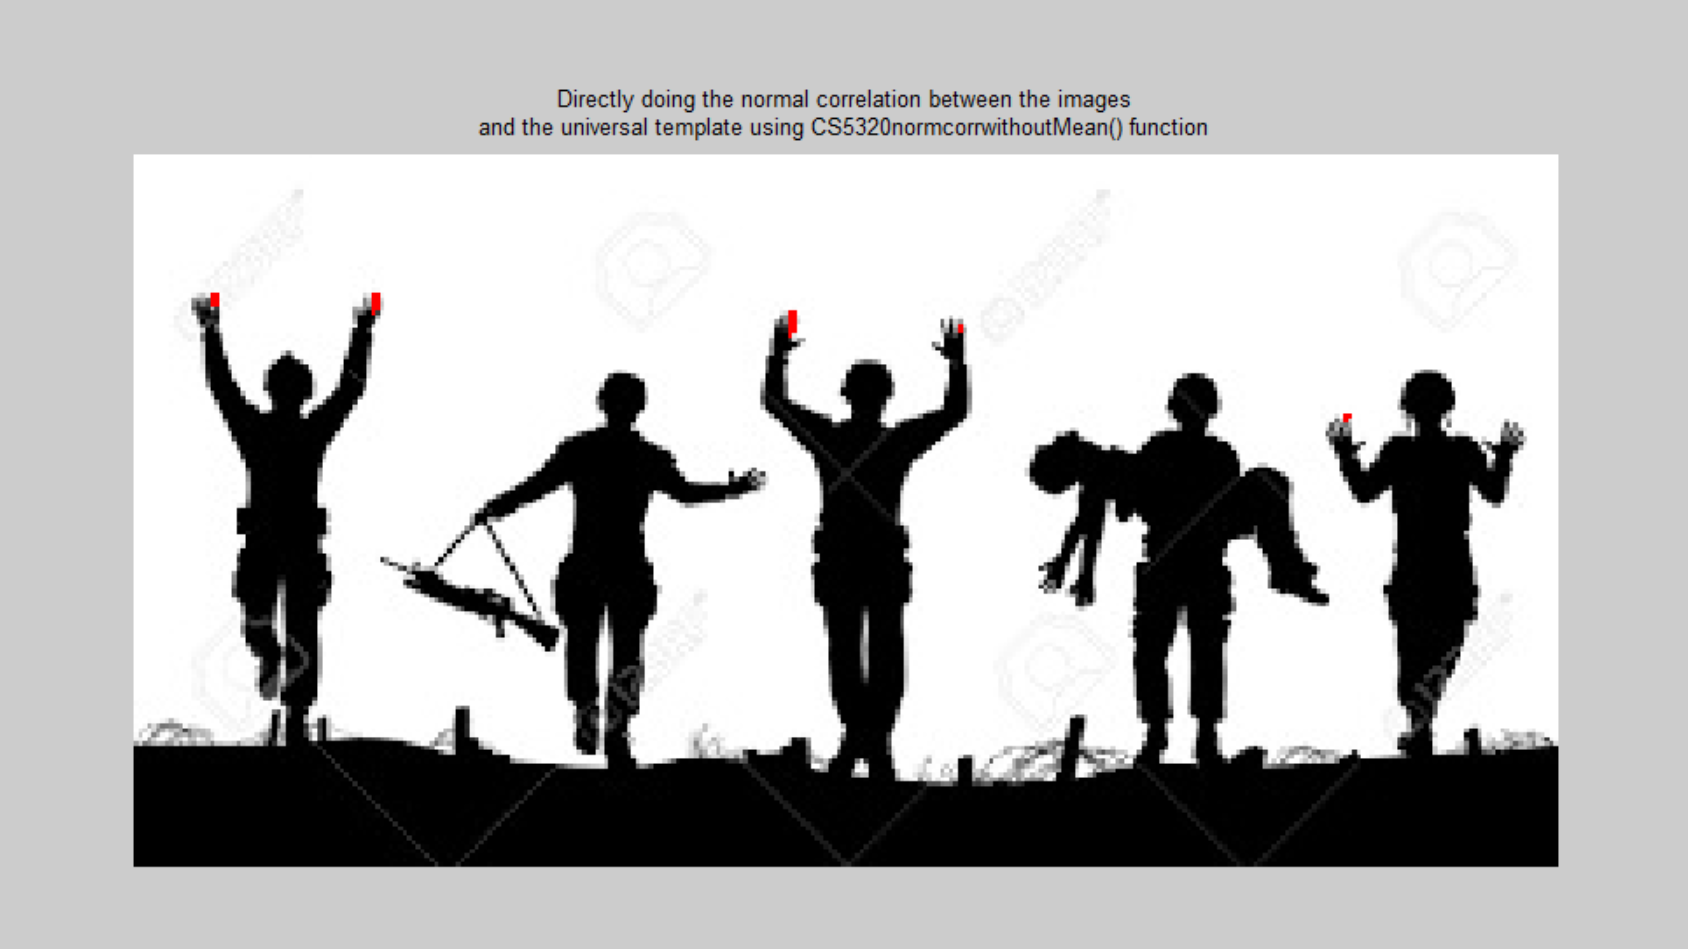 Directly doing the normal correlation between the images
and the universal template using CS5320normcorrwithoutMean() function